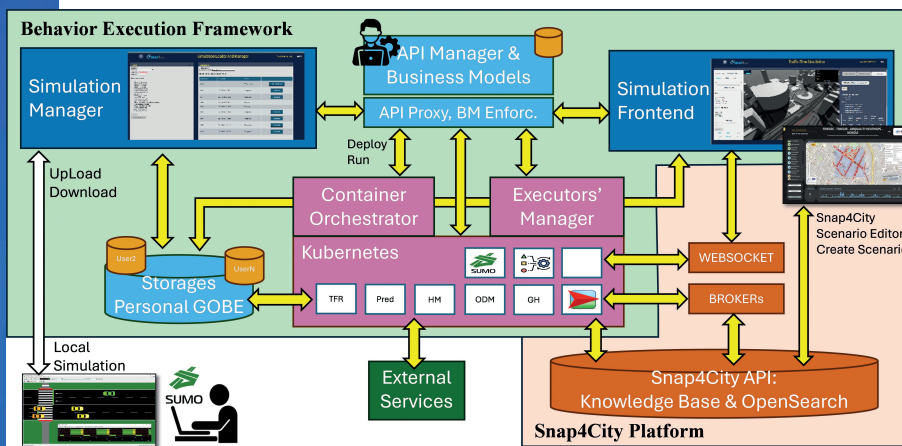 Behavior Execution Framework
Simulation
Manager
API Manager &
Business Models
API Proxy, BM Enforc.
Simulation
Frontend
Deploy
Run
UpLoad
Download
Container
Orchestrator
Executors'
Manager
Snap4City
Scenario Editor
Create Scenario
Kubernetes
SUMO
WEBSOCKET
User2
UserN
Storages
Personal GOBE
TFR
Pred
HM
ODM
GH
BROKERs
Local
Simulation
SUMO
External
Services
Snap4City API:
Knowledge Base & OpenSearch
Snap4City Platform